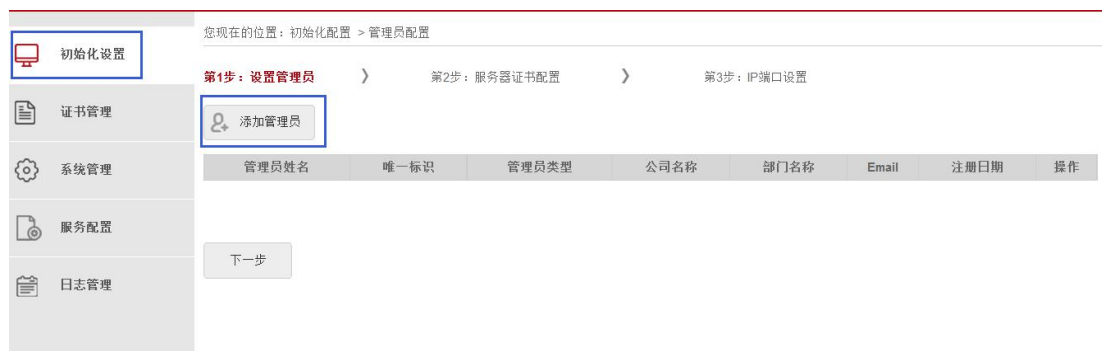 初始化设置
证书管理
系统管理
服务配置
日志管理
您现在的位置：初始化配置 > 管理员配置
第1步：设置管理员 》 第2步：服务器证书配置 》 第3步：IP端口设置
添加管理员
管理员姓名 唯一标识 管理员类型 公司名称 部门名称 Email 注册日期 操作
下一步